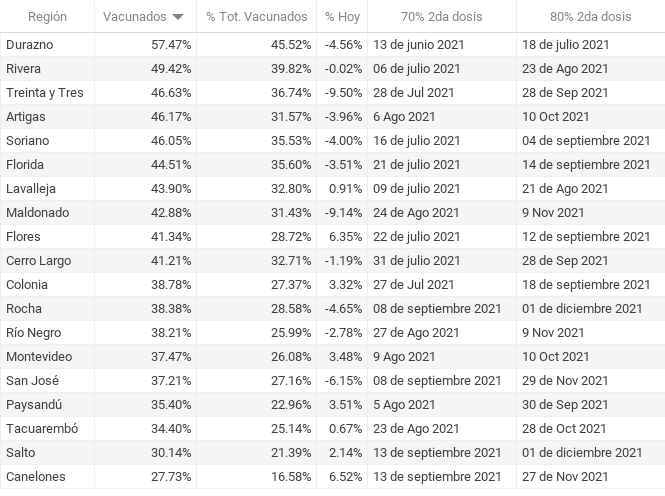 Región Vacunados % Tot. Vacunados % Hoy 70% 2da dosis 80% 2da dosis
Durazno 57.47% 45.52% -4.56% 13 de junio 2021 18 de julio 2021
Rivera 49.42% 39.82% -0.02% 06 de julio 2021 23 de Ago 2021
Treinta y Tres 46.63% 36.74% -9.50% 28 de Jul 2021 28 de Sep 2021
Artigas 46.17% 31.57% -3.96% 6 Ago 2021 10 Oct 2021
Soriano 46.05% 35.53% -4.00% 16 de julio 2021 04 de septiembre 2021
Florida 44.51% 35.60% -3.51% 21 de julio 2021 14 de septiembre 2021
Lavalleja 43.90% 32.80% 0.91% 09 de julio 2021 21 de Ago 2021
Maldonado 42.88% 31.43% -9.14% 24 de Ago 2021 9 Nov 2021
Flores 41.34% 28.72% 6.35% 22 de julio 2021 12 de septiembre 2021
Cerro Largo 41.21% 32.71% -1.19% 31 de julio 2021 28 de Sep 2021
Colonia 38.78% 27.37% 3.32% 27 de Jul 2021 18 de septiembre 2021
Rocha 38.38% 28.58% -4.65% 08 de septiembre 2021 01 de diciembre 2021
Río Negro 38.21% 25.99% -2.78% 27 de Ago 2021 9 Nov 2021
Montevideo 37.47% 26.08% 3.48% 9 Ago 2021 10 Oct 2021
San José 37.21% 27.16% -6.15% 08 de septiembre 2021 29 de Nov 2021
Paysandú 35.40% 22.96% 3.51% 5 Ago 2021 30 de Sep 2021
Tacuarembó 34.40% 25.14% 0.67% 23 de Ago 2021 28 de Oct 2021
Salto 30.14% 21.39% 2.14% 13 de septiembre 2021 01 de diciembre 2021
Canelones 27.73% 16.58% 6.52% 13 de septiembre 2021 27 de Nov 2021